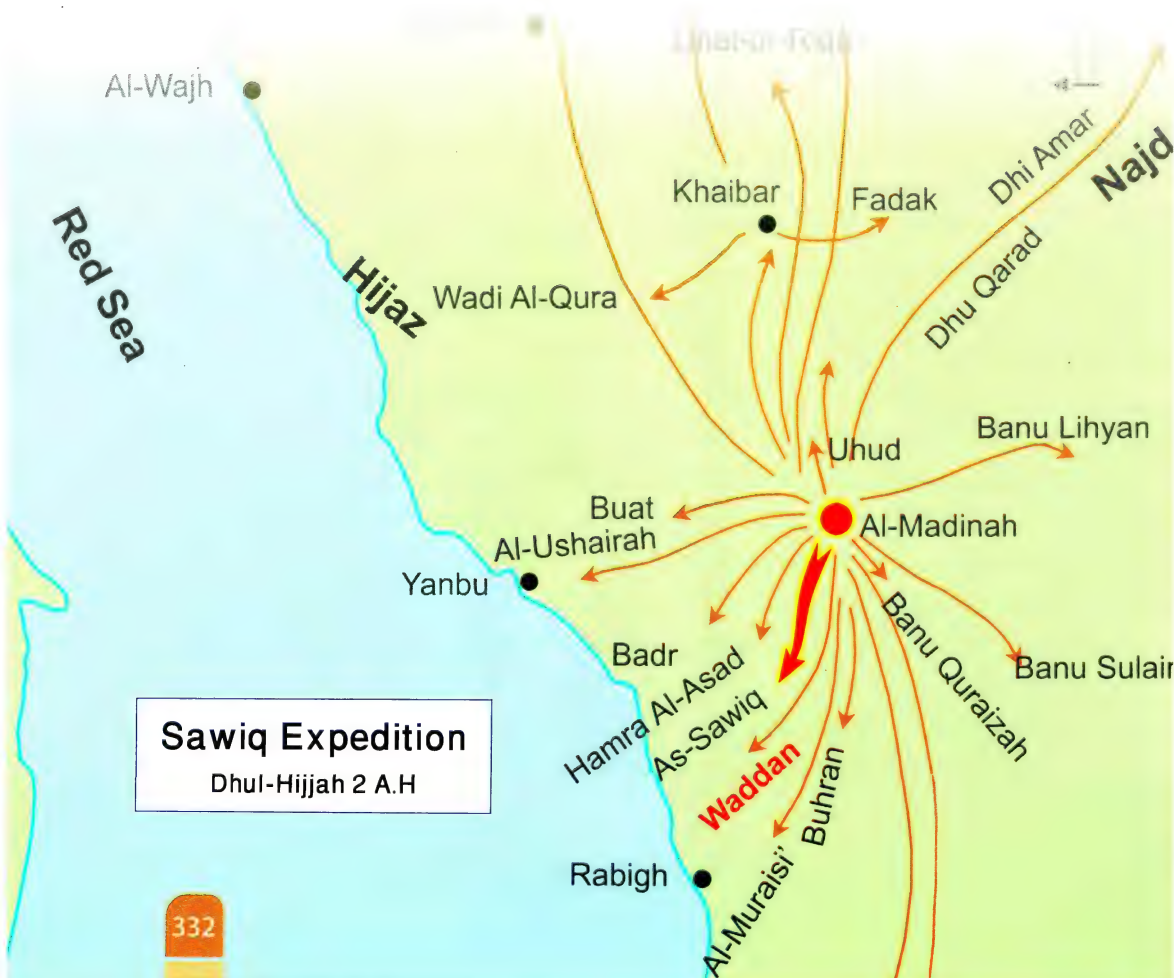 Al-Wajh
Khaibar
Fadak
Dhi Amar
Najd
Red Sea
Hijaz
Wadi Al-Qura
Dhu Qarad
Uhud
Banu Lihyan
Buat
Al-Ushairah
Al-Madinah
Yanbu
Badr
Hamra Al-Asad
As-Sawiq
Waddan
Buhran
Al-Muraisi'
Banu Quraizah
Banu Sulaim
Sawiq Expedition
Dhul-Hijjah 2 A.H
Rabigh
332